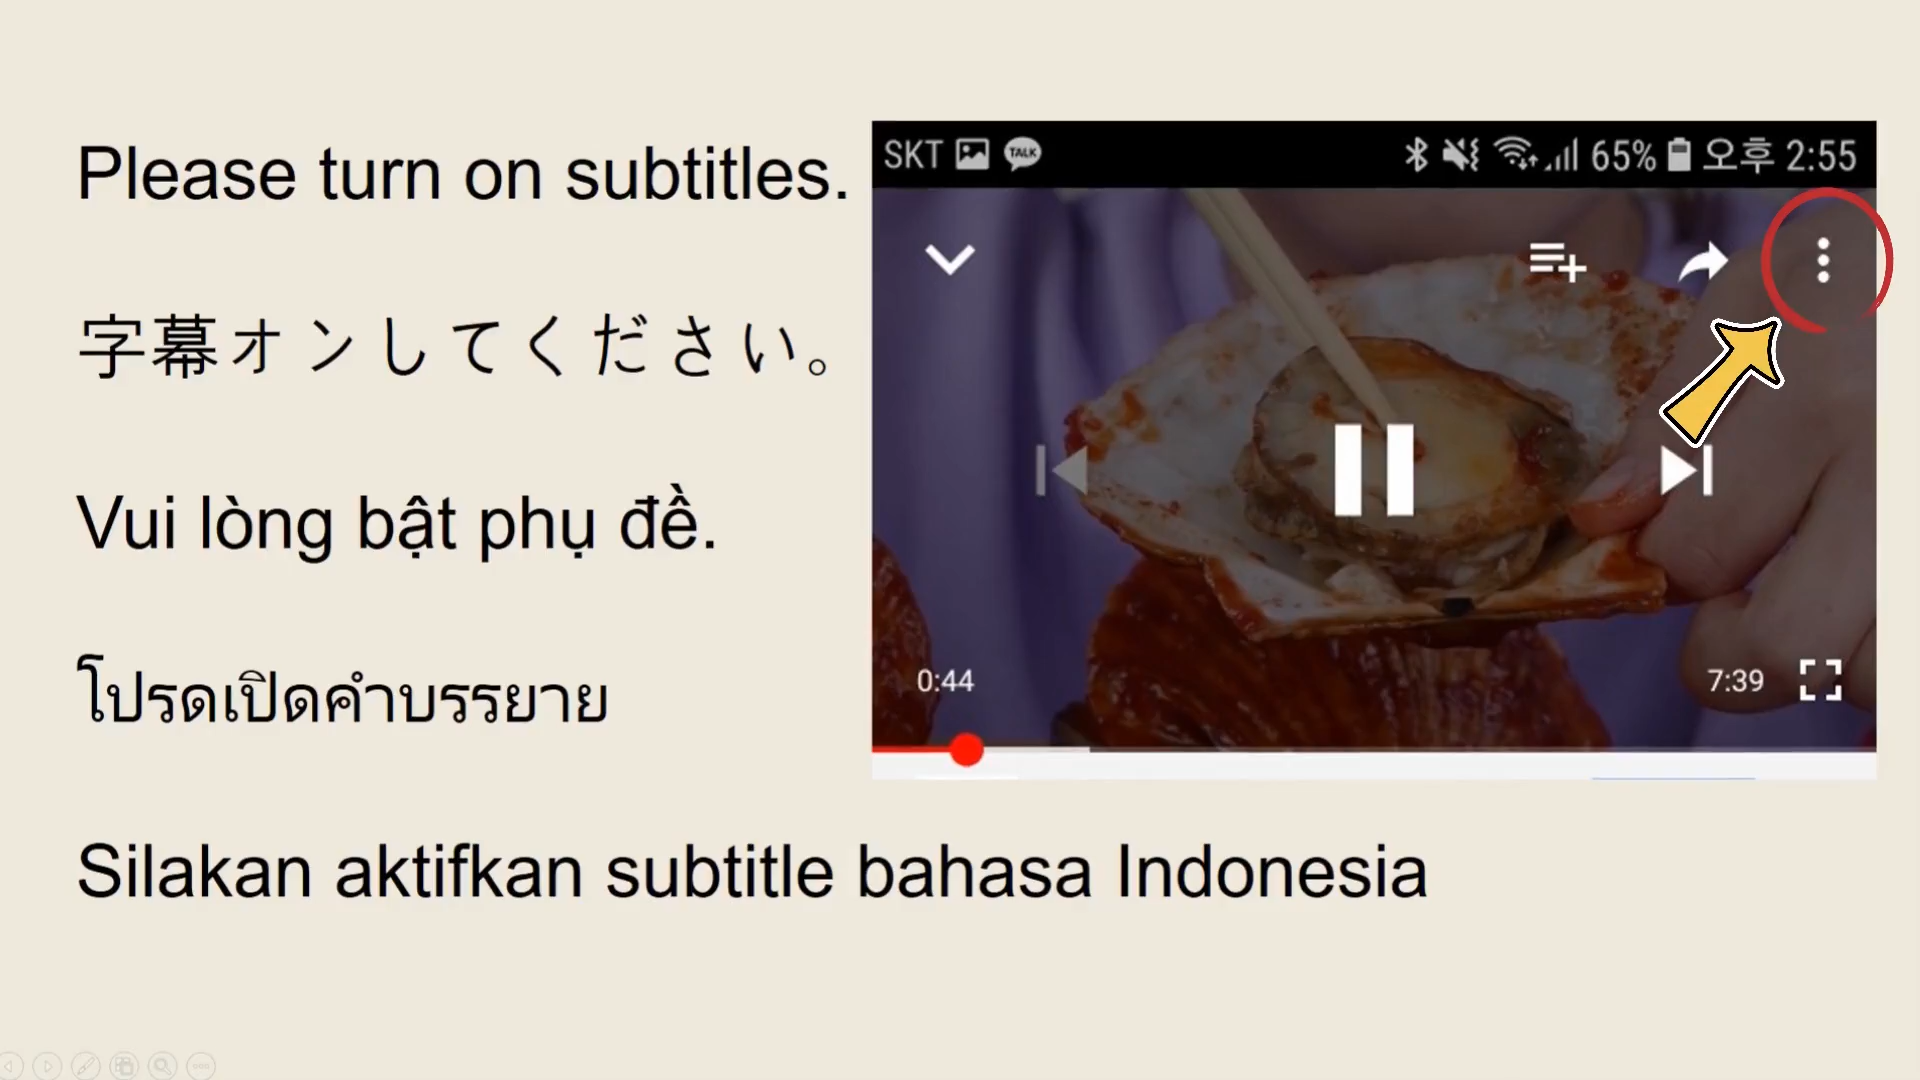 Please turn on subtitles.
字幕オンしてください。
Vui lòng bật phụ đề.
โปรดเปิดคำบรรยาย
Silakan aktifkan subtitle bahasa Indonesia
SKT TALK 65% 오후 2:55
0:44 7:39